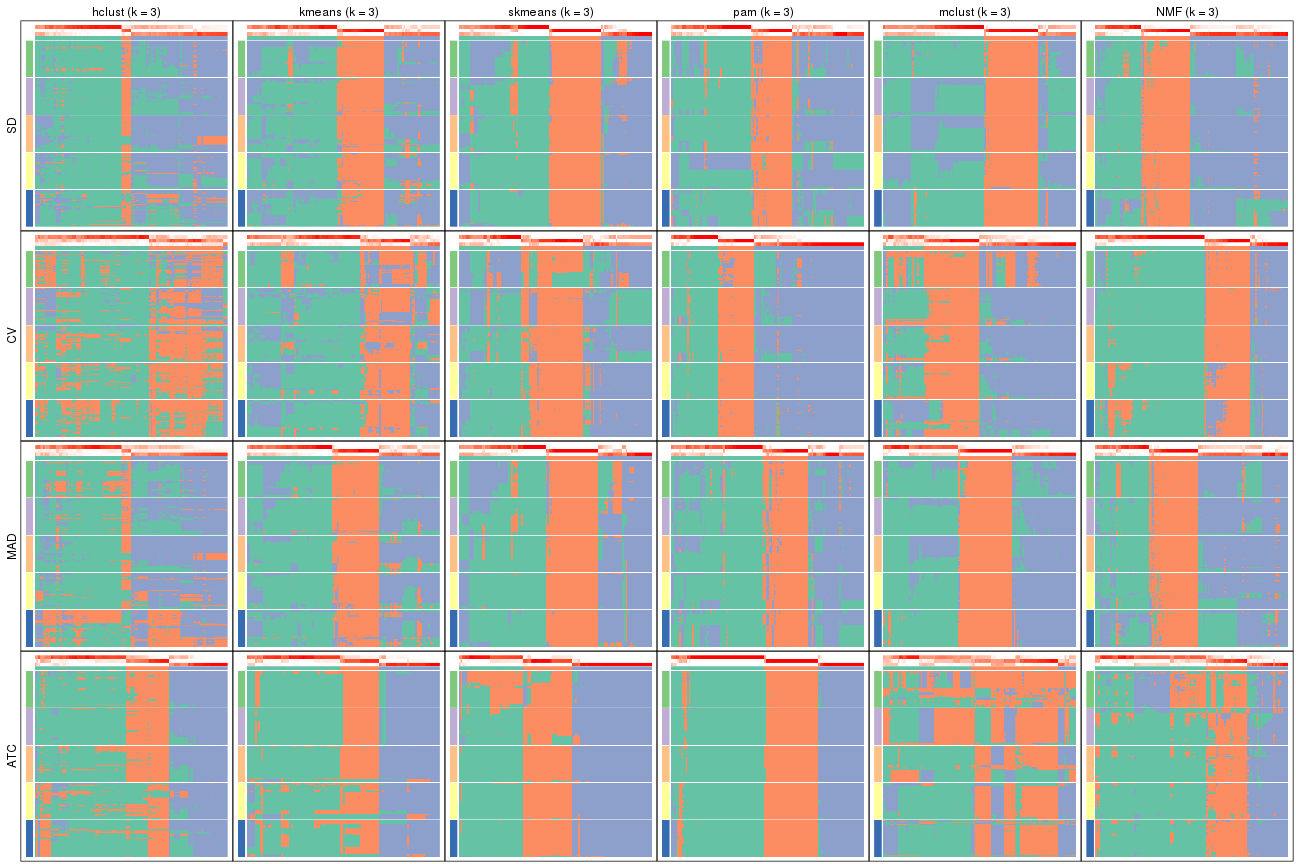 hclust (k = 3) kmeans (k = 3) skmeans (k = 3) pam (k = 3) mclust (k = 3) NMF (k = 3)
SD
CV
MAD
ATC